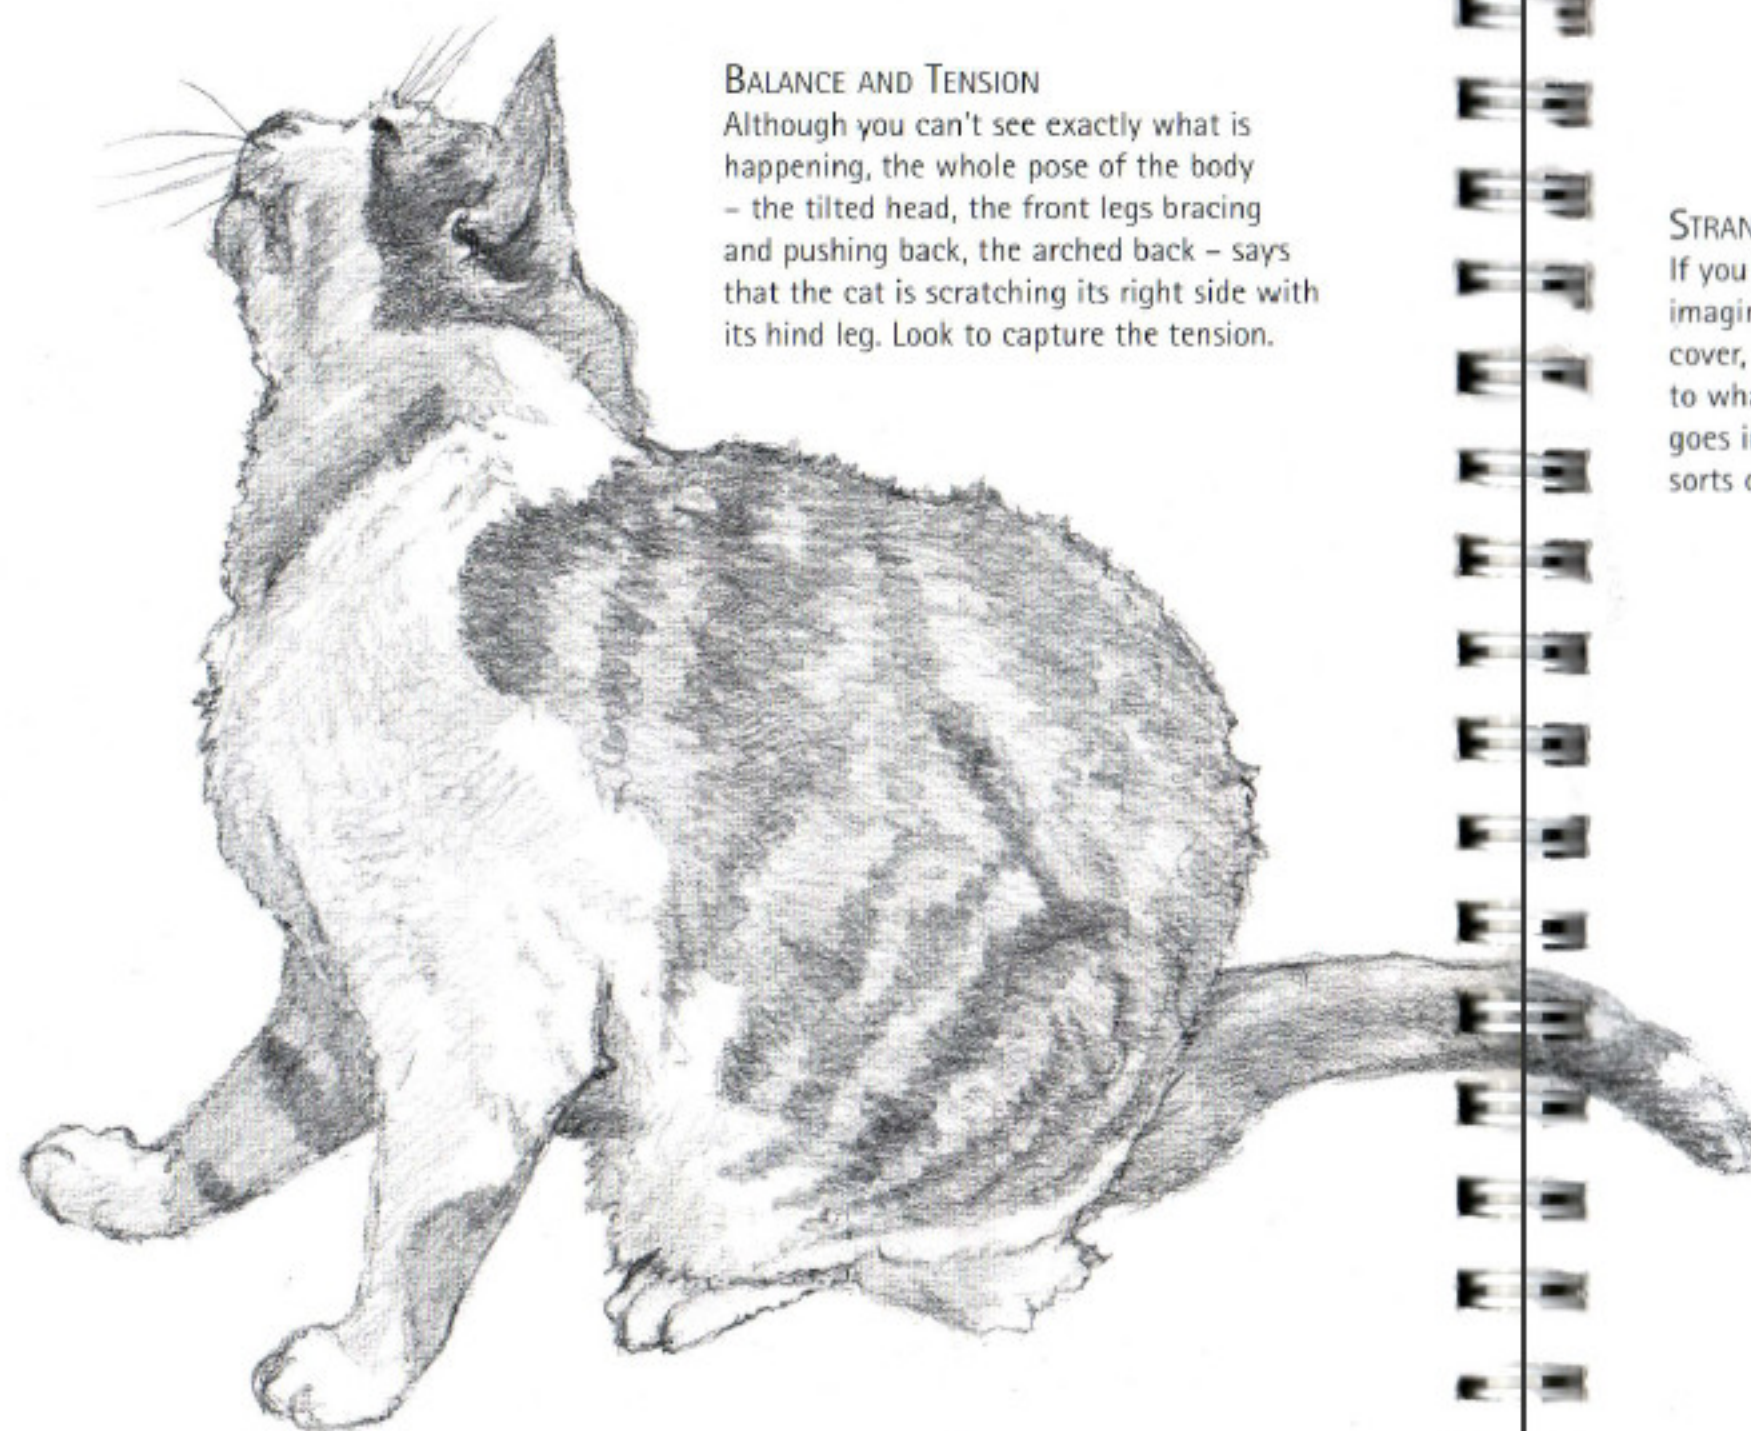 BALANCE AND TENSION
Although you can't see exactly what is
happening, the whole pose of the body
– the tilted head, the front legs bracing
and pushing back, the arched back – says
that the cat is scratching its right side with
its hind leg. Look to capture the tension.
If you
cover,
to
goes
sorts